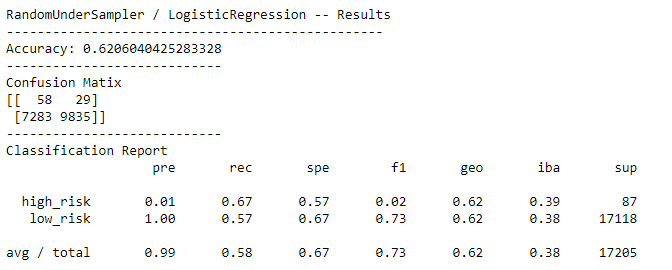 RandomUnderSampler / LogisticRegression -- Results
-------------------------------------------------
Accuracy: 0.6206040425283328
----------------------------
Confusion Matix
[[  58   29]
 [7283 9835]]
----------------------------
Classification Report
                   pre       rec       spe        f1       geo       iba       sup

  high_risk       0.01      0.67      0.57      0.02      0.62      0.39        87
   low_risk       1.00      0.57      0.67      0.73      0.62      0.38     17118

avg / total       0.99      0.58      0.67      0.73      0.62      0.38     17205